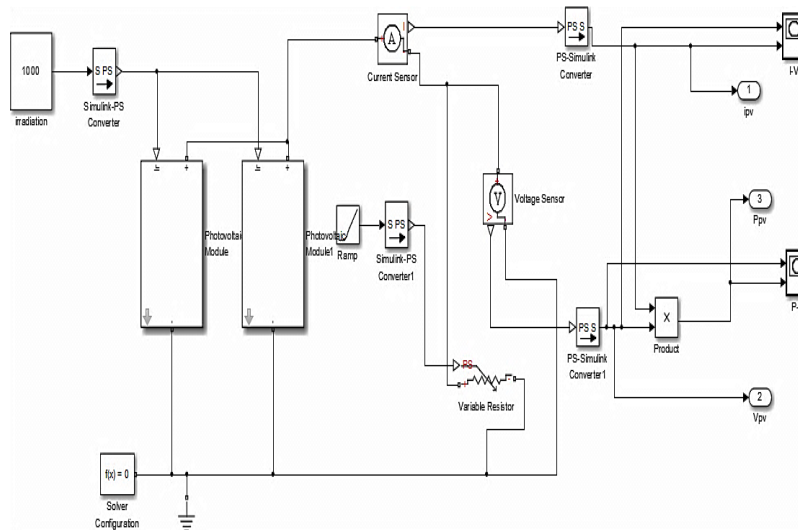 1000
irradiation
S PS
Simulink-PS
Converter
Ir
+
-
Photovoltaic
Module
Ir
+
-
Photovoltaic
Module1
Ramp
S PS
Simulink-PS
Converter1
I
+
A
Current Sensor
PS S
PS-Simulink
Converter
I-V
1
ipv
+
V
V
Voltage Sensor
3
Ppv
P-
PS S
PS-Simulink
Converter1
×
Product
2
Vpv
PS
+
-
Variable Resistor
f(x) = 0
Solver
Configuration